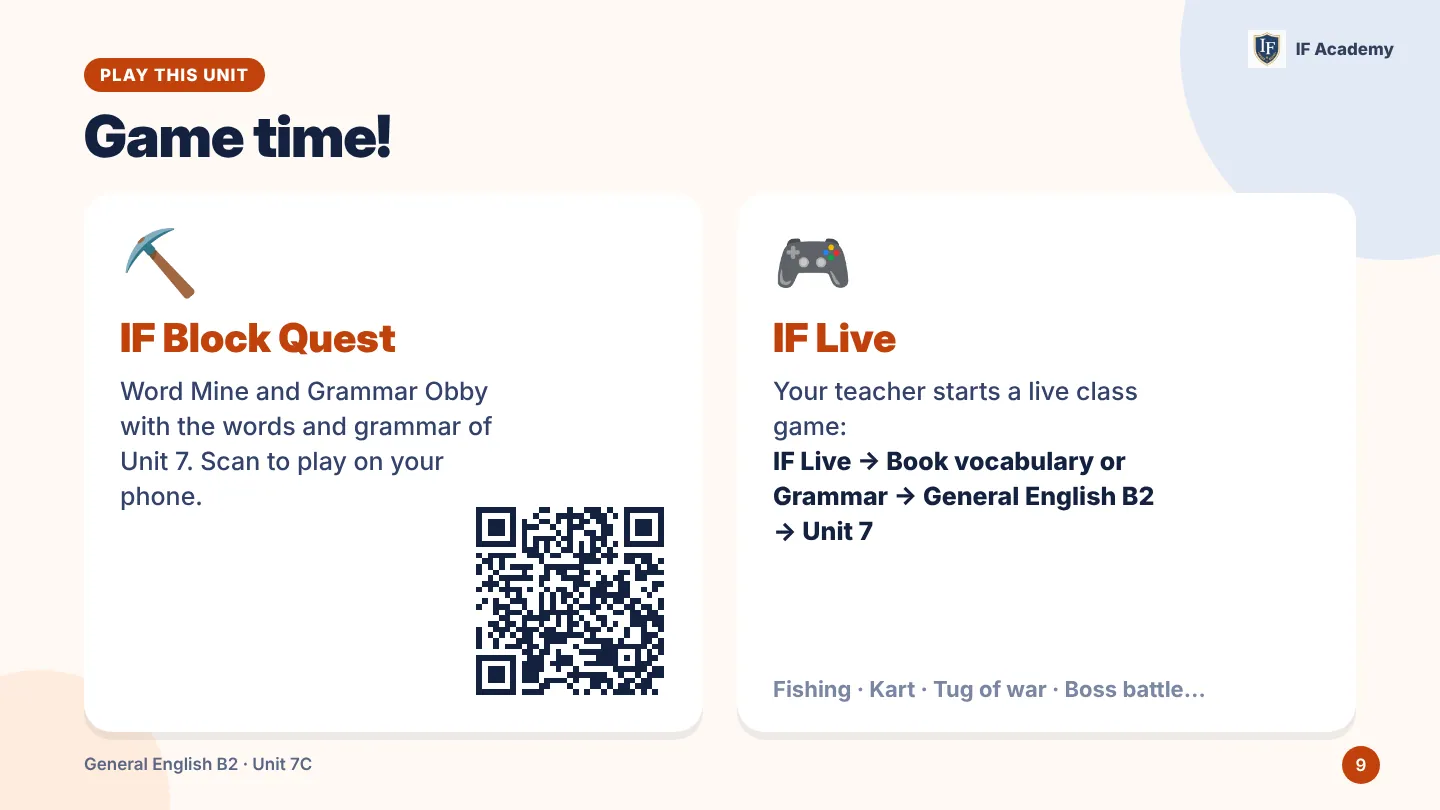 IF Academy
PLAY THIS UNIT
Game time!
IF Block Quest
Word Mine and Grammar Obby
with the words and grammar of
Unit 7. Scan to play on your
phone.
IF Live
Your teacher starts a live class
game:
IF Live → Book vocabulary or
Grammar → General English B2
→ Unit 7
Fishing · Kart · Tug of war · Boss battle...
General English B2 · Unit 7C
9